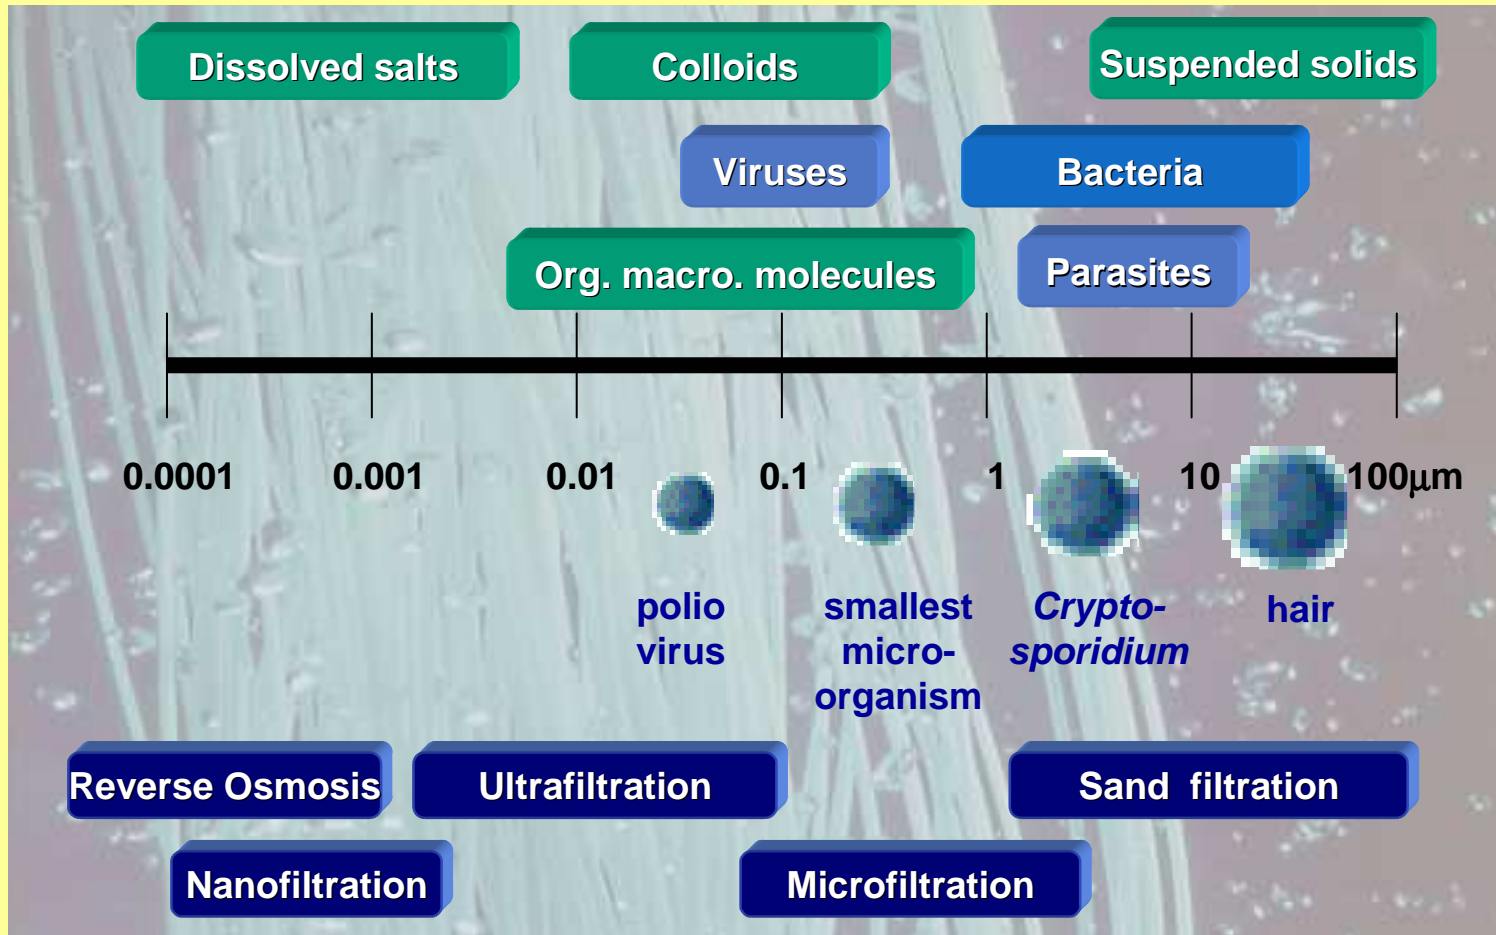 Dissolved salts
Colloids
Suspended solids
Viruses
Bacteria
Org. macro. molecules
Parasites
0.0001
0.001
0.01
0.1
1
10
100μm
polio
virus
smallest
micro-
organism
Crypto-
sporidium
hair
Reverse Osmosis
Ultrafiltration
Sand filtration
Nanofiltration
Microfiltration